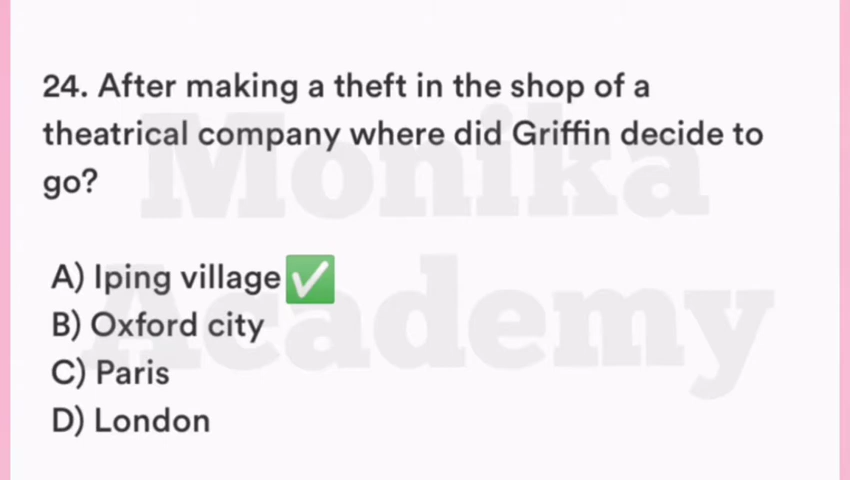 24. After making a theft in the shop of a
theatrical company where did Griffin decide to
go?
A) Iping village ✅
B) Oxford city
C) Paris
D) London
Monika
Academy